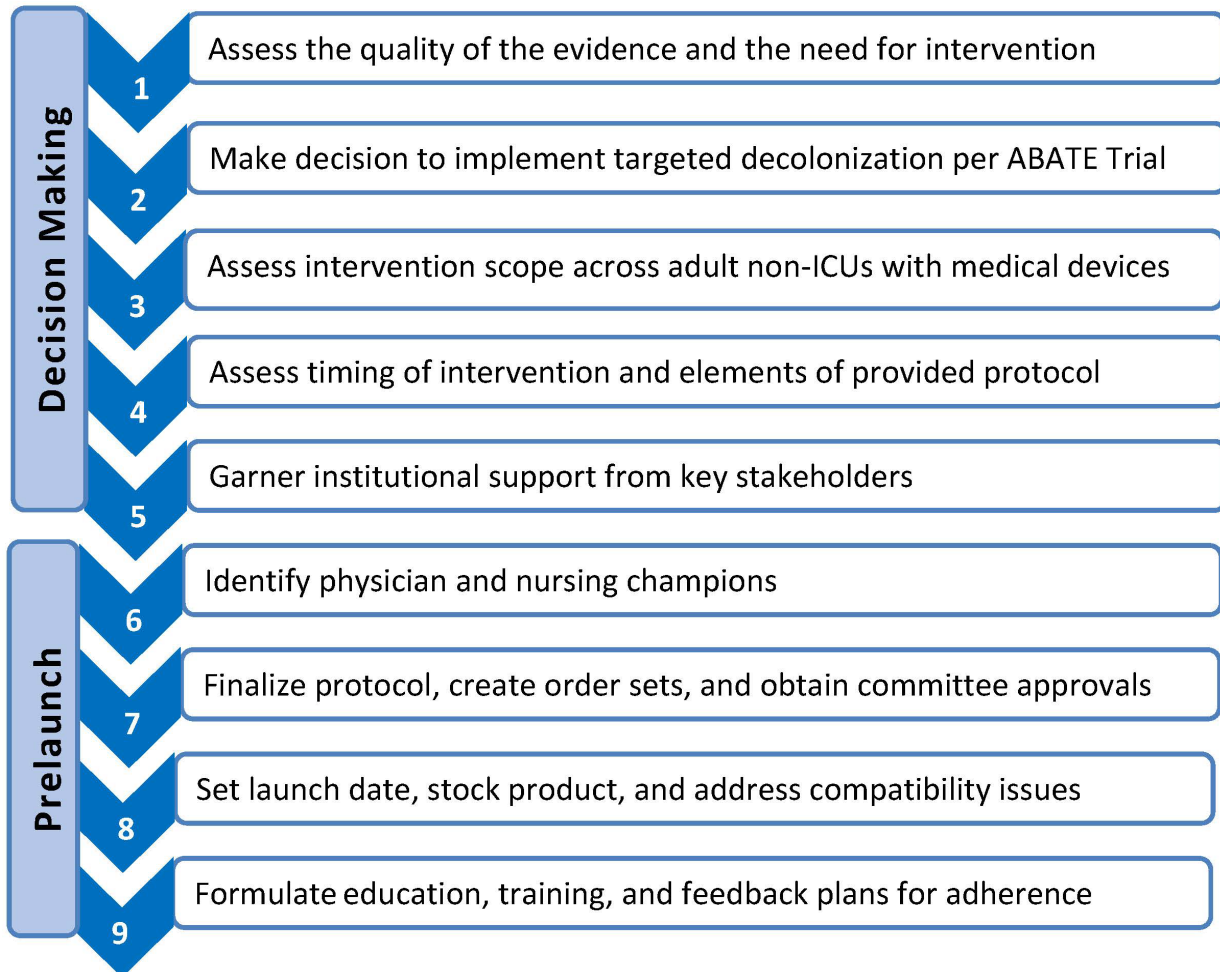 Decision Making
1
Assess the quality of the evidence and the need for intervention
2
Make decision to implement targeted decolonization per ABATE Trial
3
Assess intervention scope across adult non-ICUs with medical devices
4
Assess timing of intervention and elements of provided protocol
5
Garner institutional support from key stakeholders
Prelaunch
6
Identify physician and nursing champions
7
Finalize protocol, create order sets, and obtain committee approvals
8
Set launch date, stock product, and address compatibility issues
9
Formulate education, training, and feedback plans for adherence